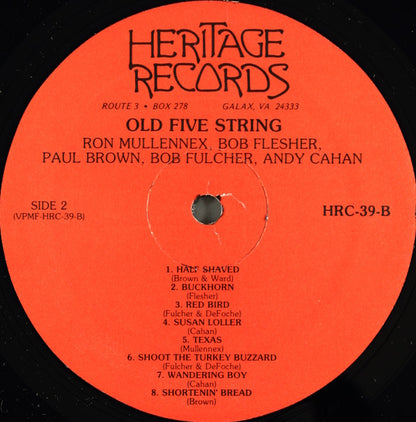 HERITAGE
RECORDS
ROUTE 3 • BOX 278 GALAX, VA 24333
OLD FIVE STRING
RON MULLENNEX, BOB FLESHER,
PAUL BROWN, BOB FULCHER, ANDY CAHAN
SIDE 2
(VPMF-HRC-39-B)
HRC-39-B
1. HALF SHAVED
(Brown & Ward)
2. BUCKHORN
(Flesher)
3. RED BIRD
(Fulcher & DeFoche)
4. SUSAN LOLLER
(Cahan)
5. TEXAS
(Mullennex)
6. SHOOT THE TURKEY BUZZARD
(Fulcher & DeFoche)
7. WANDERING BOY
(Cahan)
8. SHORTENIN' BREAD
(Brown)